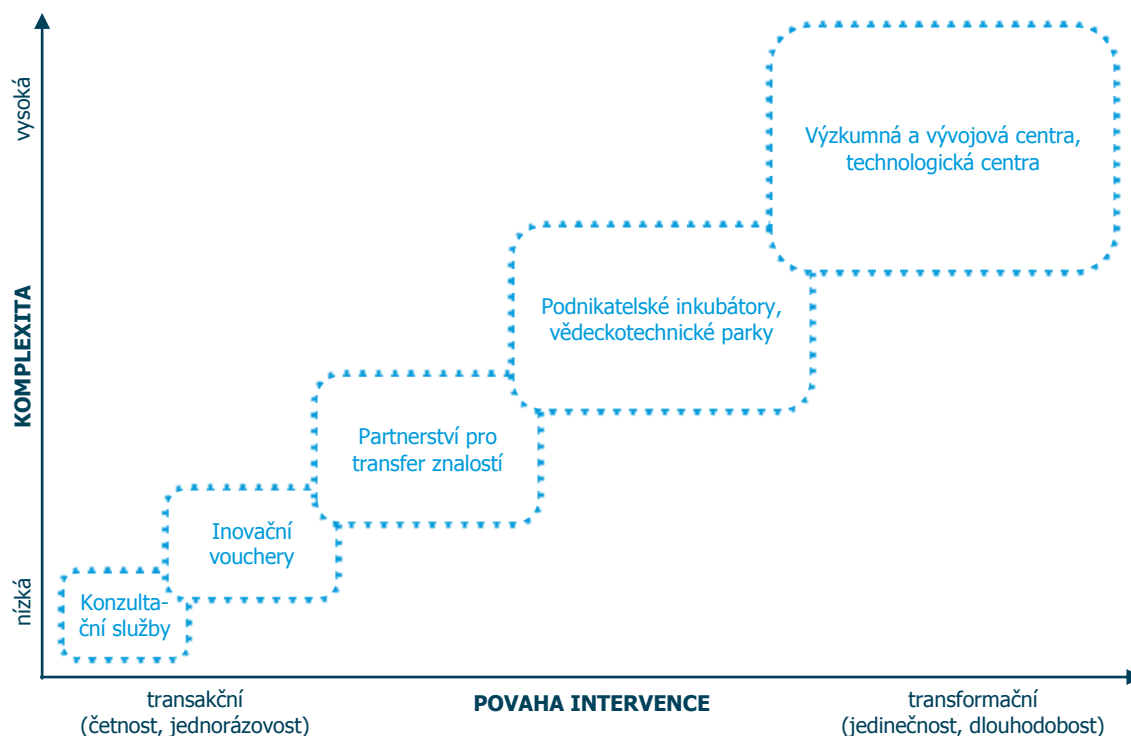 vysoká
Výzkumná a vývojová centra,
technologická centra
KOMPLEXITA
Podnikatelské inkubátory,
vědeckotechnické parky
Partnerství pro
transfer znalostí
Inovační
vouchery
nízká
Konzulta-
ční služby
transakční
(četnost, jednorázovost)
POVAHA INTERVENCE
transformační
(jedinečnost, dlouhodobost)